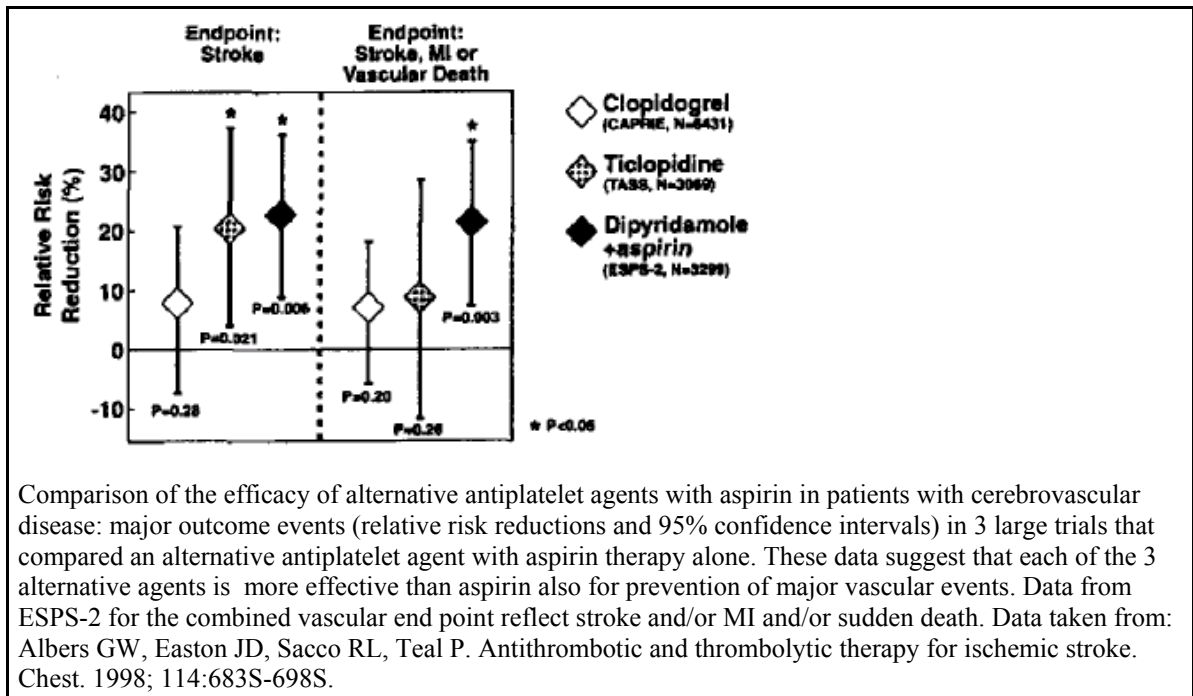 Endpoint:
Stroke
Endpoint:
Stroke, MI or
Vascular Death
Relative Risk
Reduction (%)
40
30
20
10
0
-10
*
*
*
P=0.28
P=0.021
P=0.006
P=0.20
P=0.26
P=0.003
Clopidogrel
(CAPRIE, N=6431)
Ticlopidine
(TASS, N=3069)
Dipyridamole
+aspirin
(ESPS-2, N=3299)
* P<0.05
Comparison of the efficacy of alternative antiplatelet agents with aspirin in patients with cerebrovascular
disease: major outcome events (relative risk reductions and 95% confidence intervals) in 3 large trials that
compared an alternative antiplatelet agent with aspirin therapy alone. These data suggest that each of the 3
alternative agents is more effective than aspirin also for prevention of major vascular events. Data from
ESPS-2 for the combined vascular end point reflect stroke and/or MI and/or sudden death. Data taken from:
Albers GW, Easton JD, Sacco RL, Teal P. Antithrombotic and thrombolytic therapy for ischemic stroke.
Chest. 1998; 114:683S-698S.